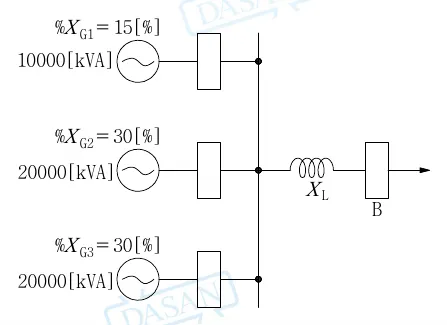 DASAN
%X_G1=15[%]
10000[kVA]
%X_G2=30[%]
20000[kVA]
X_L
B
%X_G3=30[%]
20000[kVA]
DASAN